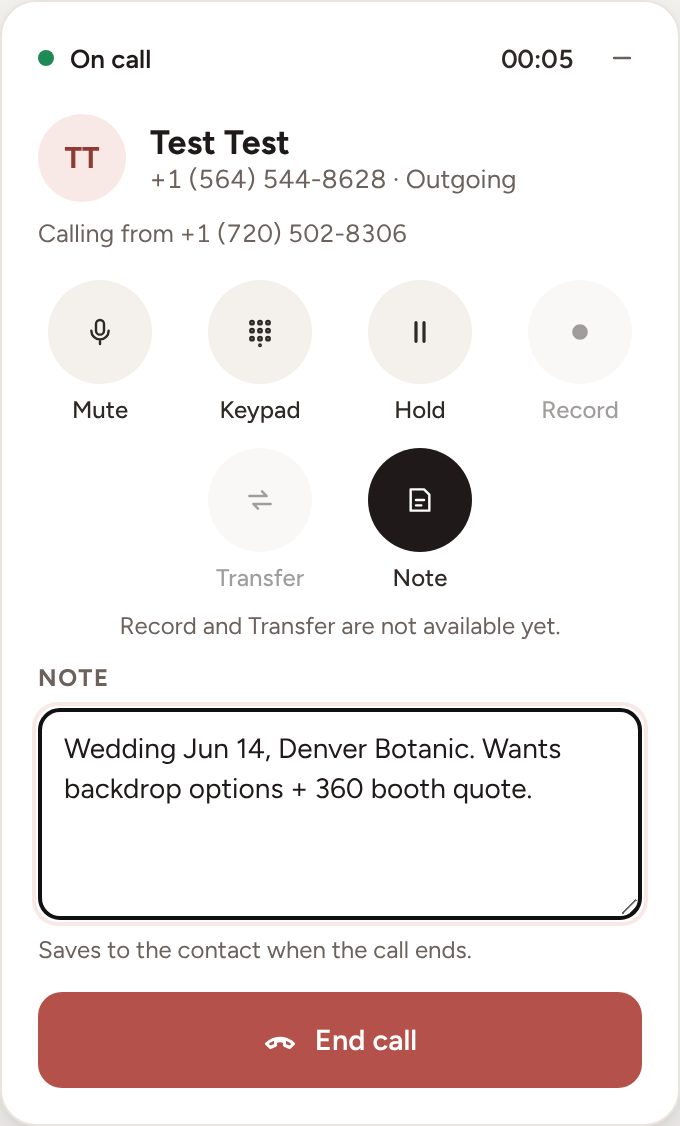 On call 00:05
TT
Test Test
+1 (564) 544-8628 · Outgoing
Calling from +1 (720) 502-8306
Mute Keypad Hold Record
Transfer Note
Record and Transfer are not available yet.
NOTE
Wedding Jun 14, Denver Botanic. Wants
backdrop options + 360 booth quote.
Saves to the contact when the call ends.
End call